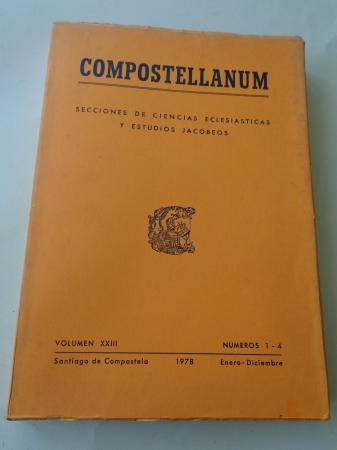 COMPOSTELLANUM
SECCIONES DE CIENCIAS ECLESIASTICAS
Y ESTUDIOS JACOBEOS
VOLUMEN XXIII NUMEROS 1 - 4
Santiago de Compostela 1978 Enero - Diciembre